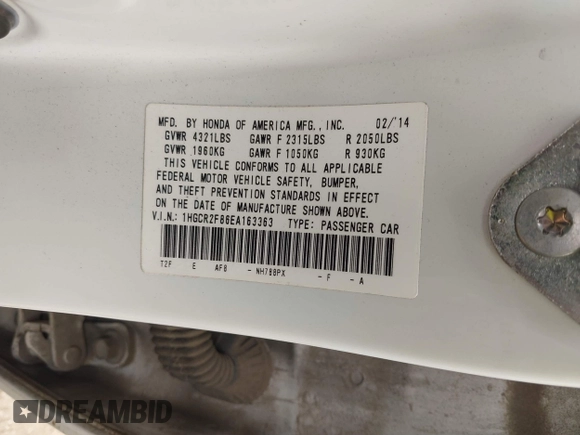 MFD. BY HONDA OF AMERICA MFG., INC. 02/'14
GVWR 4321LBS GAWR F 2315LBS R 2050LBS
GVWR 1960KG GAWR F 1050KG R 930KG
THIS VEHICLE CONFORMS TO ALL APPLICABLE
FEDERAL MOTOR VEHICLE SAFETY, BUMPER,
AND THEFT PREVENTION STANDARDS IN EFFECT
ON THE DATE OF MANUFACTURE SHOWN ABOVE.
V.I.N.: 1HGCR2F86EA163363 TYPE: PASSENGER CAR
T2F E AF8 - NH788PX - F - A
DREAMBID